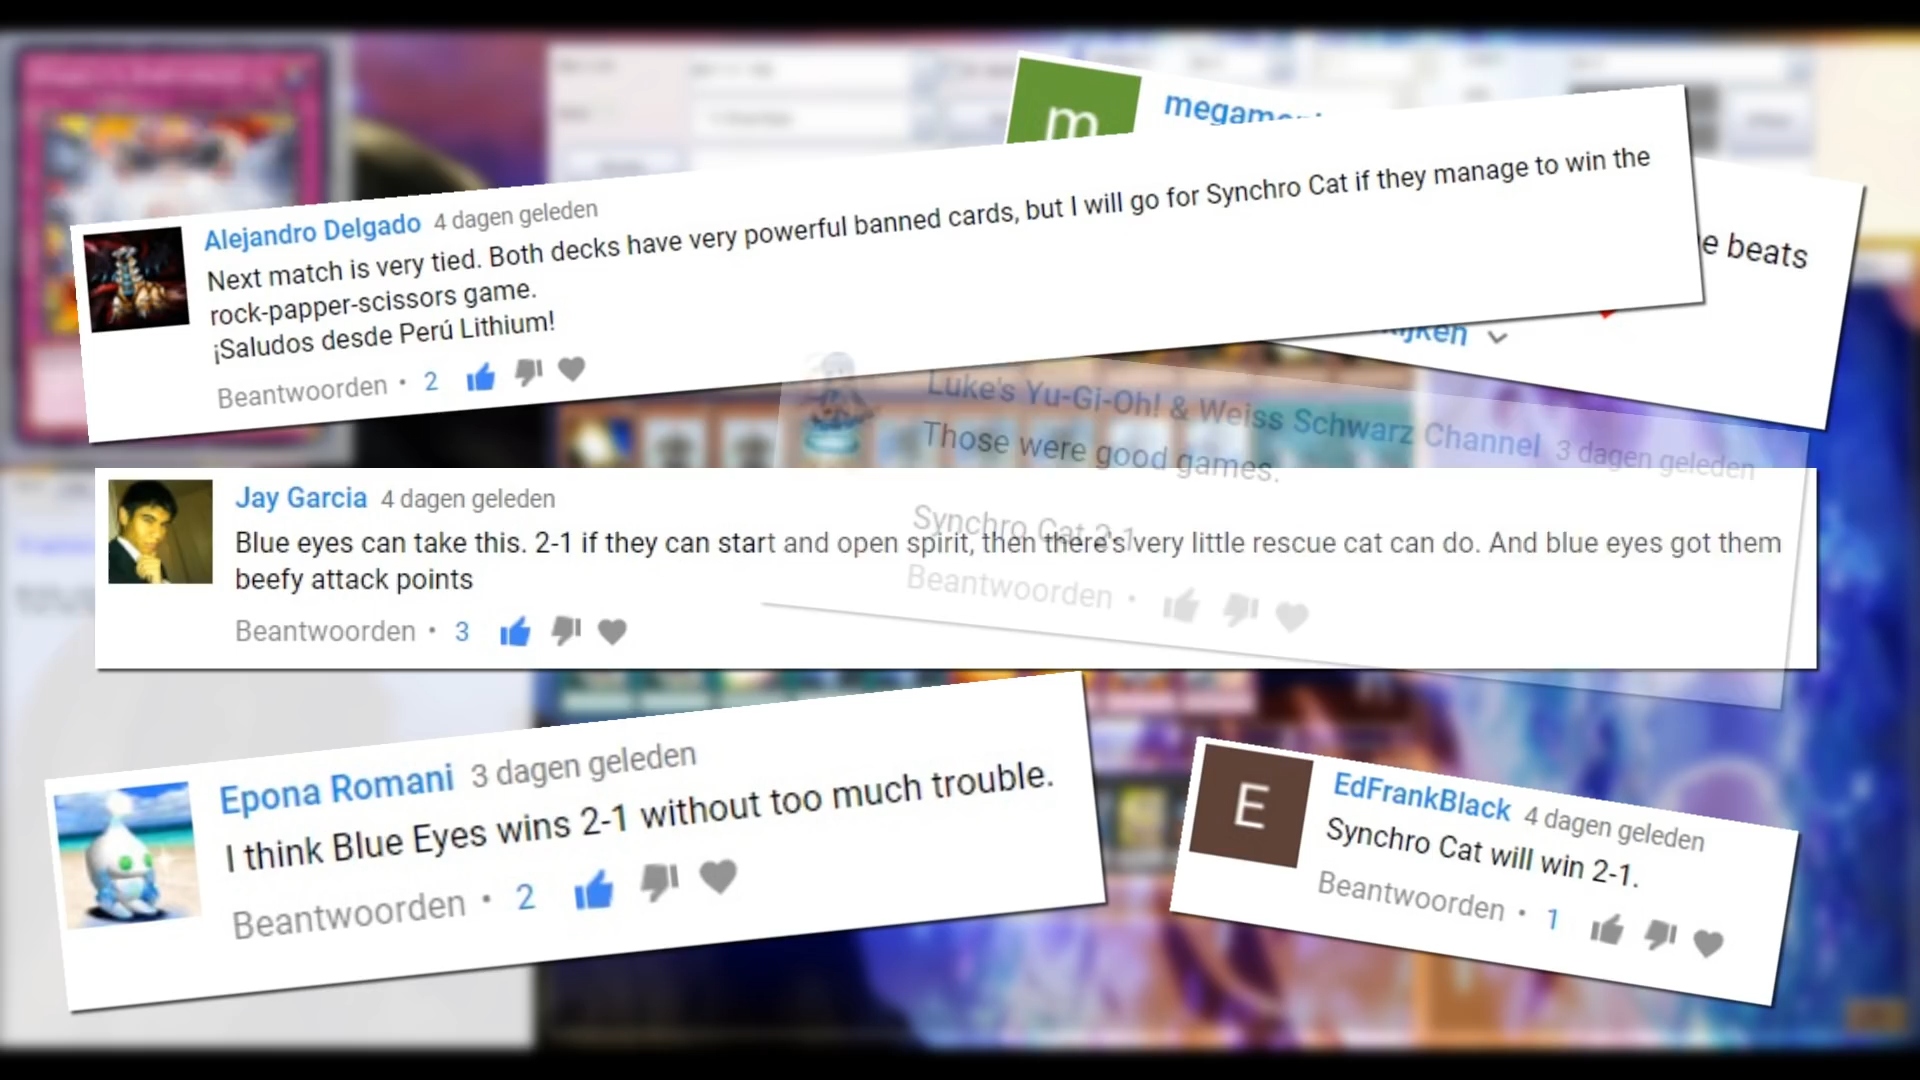 m
Alejandro Delgado 4 dagen geleden
Next match is very tied. Both decks have very powerful banned cards, but I will go for Synchro Cat if they manage to win the
rock-papper-scissors game.
¡Saludos desde Perú Lithium!
Beantwoorden • 2
e beats
Luke's Yu-Gi-Oh! & Weiss Schwarz Channel 3 dagen geleden
Those were good games.
Synchro Cat 2-1
Beantwoorden •
Jay Garcia 4 dagen geleden
Blue eyes can take this. 2-1 if they can start and open spirit, then there's very little rescue cat can do. And blue eyes got them
beefy attack points
Beantwoorden • 3
Epona Romani 3 dagen geleden
I think Blue Eyes wins 2-1 without too much trouble.
Beantwoorden • 2
E
EdFrankBlack 4 dagen geleden
Synchro Cat will win 2-1.
Beantwoorden • 1